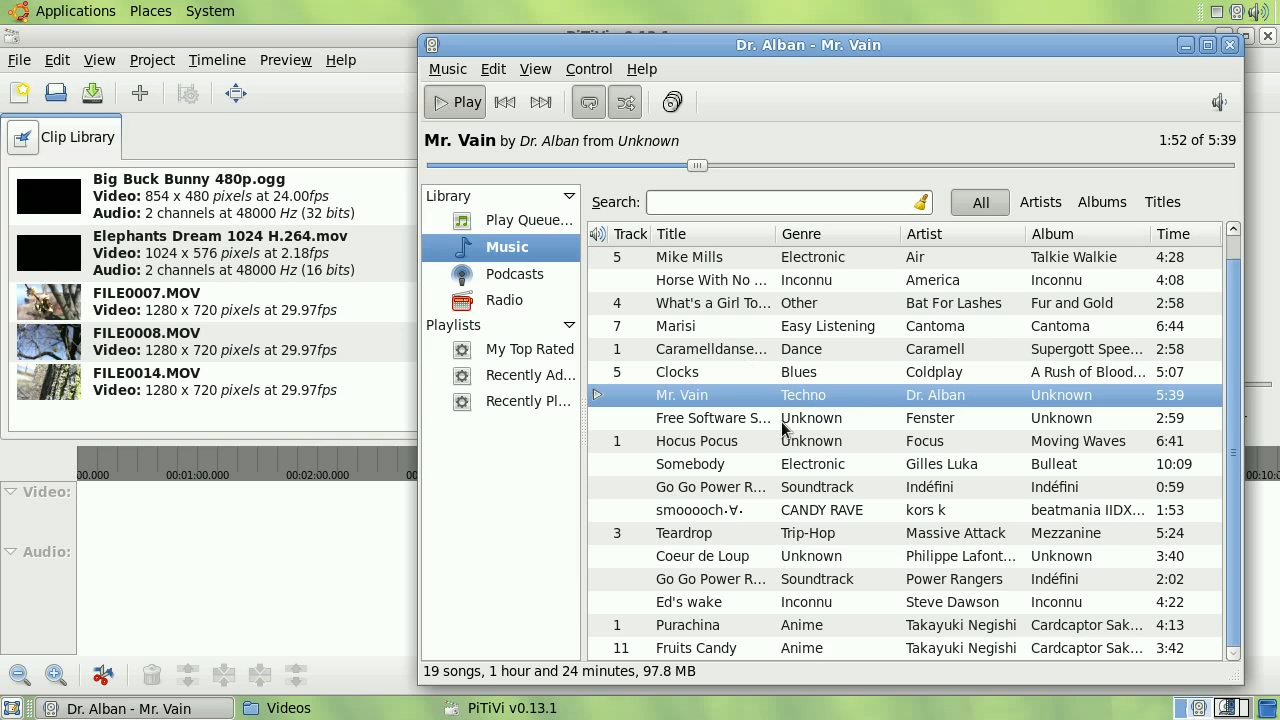 Applications Places System
PiTiVi v0.13.1
File Edit View Project Timeline Preview Help
Clip Library
Big Buck Bunny 480p.ogg
Video: 854 x 480 pixels at 24.00fps
Audio: 2 channels at 48000 Hz (32 bits)
Elephants Dream 1024 H.264.mov
Video: 1024 x 576 pixels at 2.18fps
Audio: 2 channels at 48000 Hz (16 bits)
FILE0007.MOV
Video: 1280 x 720 pixels at 29.97fps
FILE0008.MOV
Video: 1280 x 720 pixels at 29.97fps
FILE0014.MOV
Video: 1280 x 720 pixels at 29.97fps
00.000 00:01:00.000 00:02:00.000 00: 00:10:0
Video:
Audio:
Dr. Alban - Mr. Vain
Music Edit View Control Help
Play
Mr. Vain by Dr. Alban from Unknown 1:52 of 5:39
Library
Play Queue...
Music
Podcasts
Radio
Playlists
My Top Rated
Recently Ad...
Recently Pl...
Search: All Artists Albums Titles
Track Title Genre Artist Album Time
5 Mike Mills Electronic Air Talkie Walkie 4:28
Horse With No ... Inconnu America Inconnu 4:08
4 What's a Girl To... Other Bat For Lashes Fur and Gold 2:58
7 Marisi Easy Listening Cantoma Cantoma 6:44
1 Caramelldanse... Dance Caramell Supergott Spee... 2:58
5 Clocks Blues Coldplay A Rush of Blood... 5:07
Mr. Vain Techno Dr. Alban Unknown 5:39
Free Software S... Unknown Fenster Unknown 2:59
1 Hocus Pocus Unknown Focus Moving Waves 6:41
Somebody Electronic Gilles Luka Bulleat 10:09
Go Go Power R... Soundtrack Indéfini Indéfini 0:59
smooooch･∀･ CANDY RAVE kors k beatmania IIDX... 1:53
3 Teardrop Trip-Hop Massive Attack Mezzanine 5:24
Coeur de Loup Unknown Philippe Lafont... Unknown 3:40
Go Go Power R... Soundtrack Power Rangers Indéfini 2:02
Ed's wake Inconnu Steve Dawson Inconnu 4:22
1 Purachina Anime Takayuki Negishi Cardcaptor Sak... 4:13
11 Fruits Candy Anime Takayuki Negishi Cardcaptor Sak... 3:42
19 songs, 1 hour and 24 minutes, 97.8 MB
Dr. Alban - Mr. Vain Videos PiTiVi v0.13.1